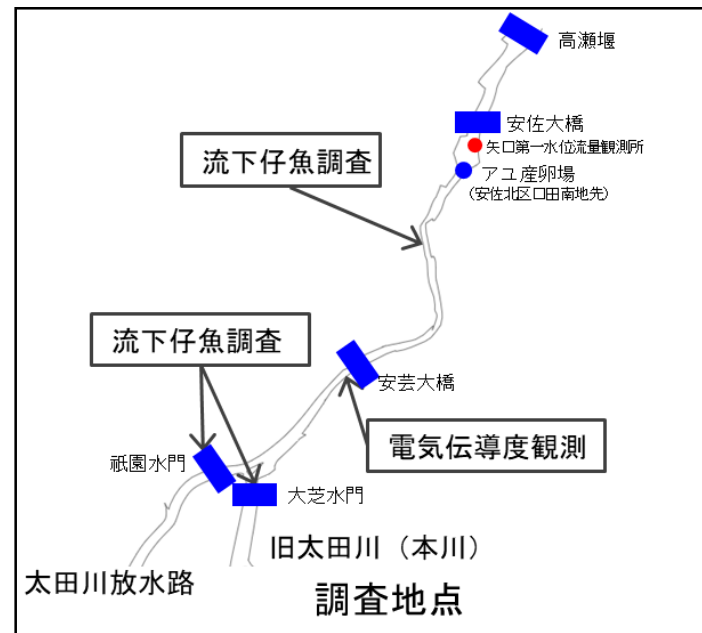 高瀬堰
安佐大橋
矢口第一水位流量観測所
流下仔魚調査
アユ産卵場
(安佐北区口田南地先)
流下仔魚調査
安芸大橋
電気伝導度観測
祇園水門
大芝水門
旧太田川（本川）
太田川放水路
調査地点